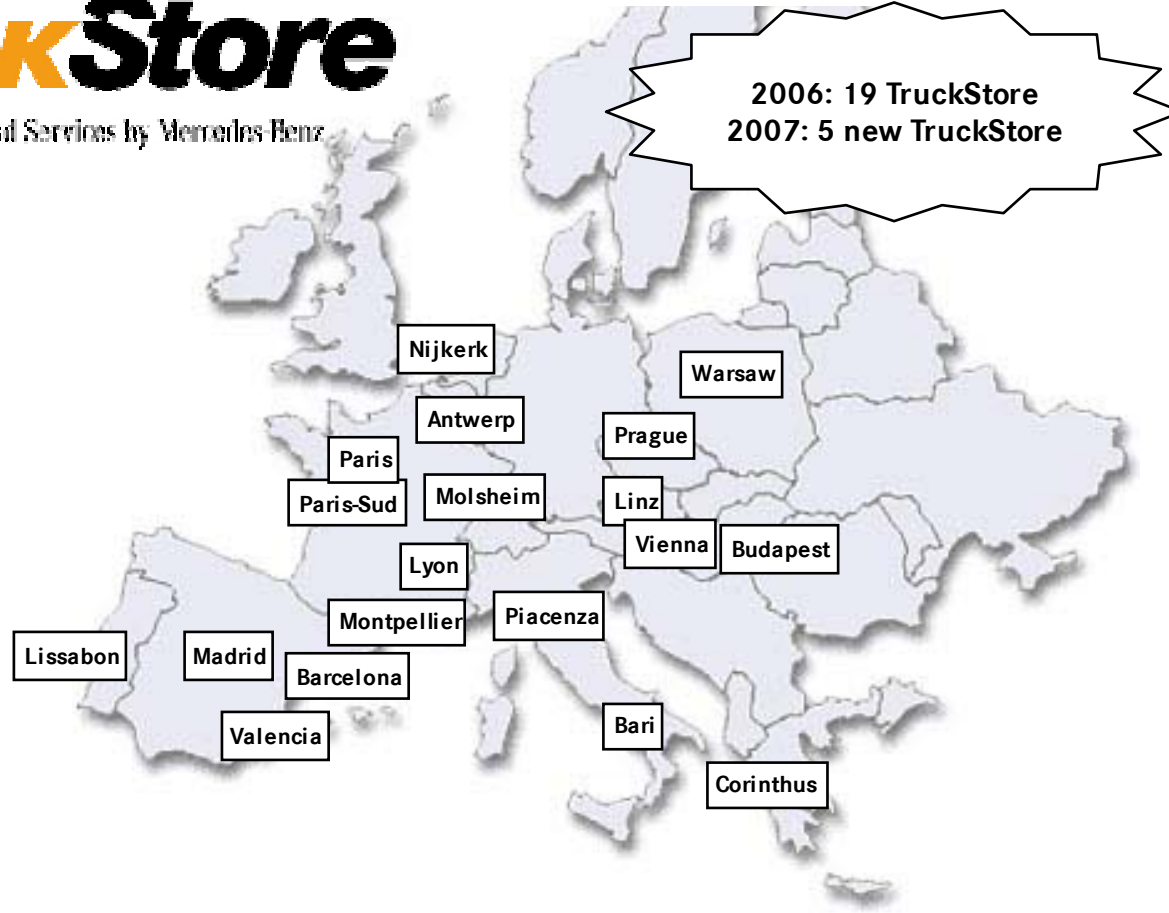 kStore
d Services by Mercedes-Benz
2006: 19 TruckStore
2007: 5 new TruckStore
Nijkerk
Warsaw
Antwerp
Prague
Paris
Molsheim
Linz
Paris-Sud
Vienna
Budapest
Lyon
Montpellier
Piacenza
Lissabon
Madrid
Barcelona
Bari
Valencia
Corinthus